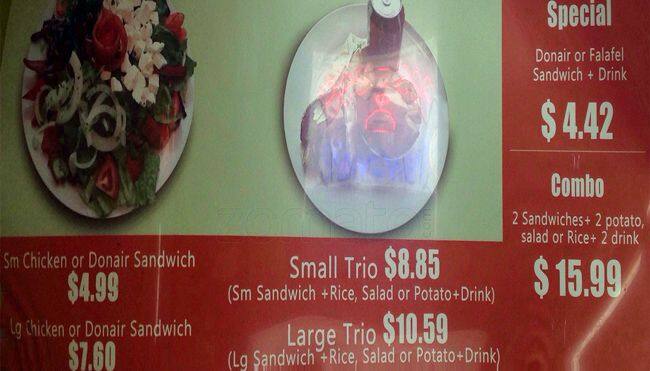 Special
Donair or Falafel
Sandwich + Drink
$ 4.42
Combo
2 Sandwiches+ 2 potato,
salad or Rice+ 2 drink
$ 15.99
Sm Chicken or Donair Sandwich
$4.99
Lg Chicken or Donair Sandwich
$7.60
Small Trio $8.85
(Sm Sandwich +Rice, Salad or Potato+Drink)
Large Trio $10.59
(Lg Sandwich +Rice, Salad or Potato+Drink)